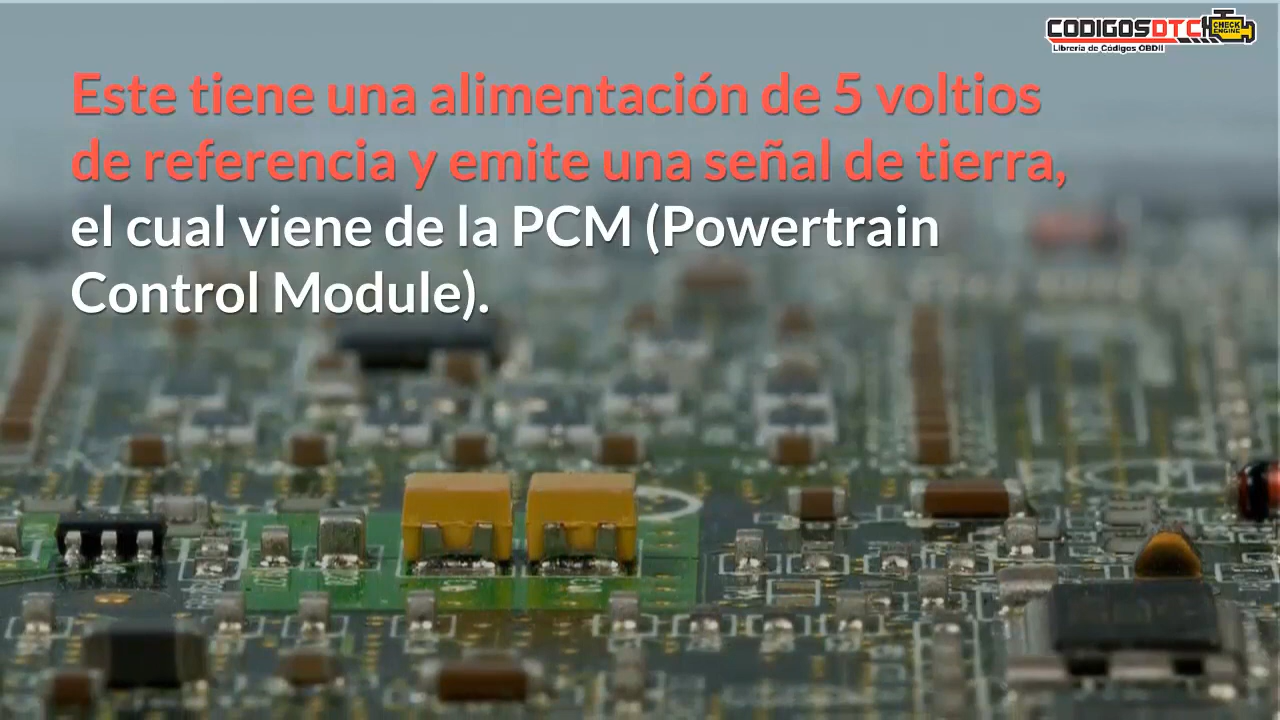 CODIGOSDTC
CHECK
ENGINE
Librería de Códigos OBDII
Este tiene una alimentación de 5 voltios
de referencia y emite una señal de tierra,
el cual viene de la PCM (Powertrain
Control Module).